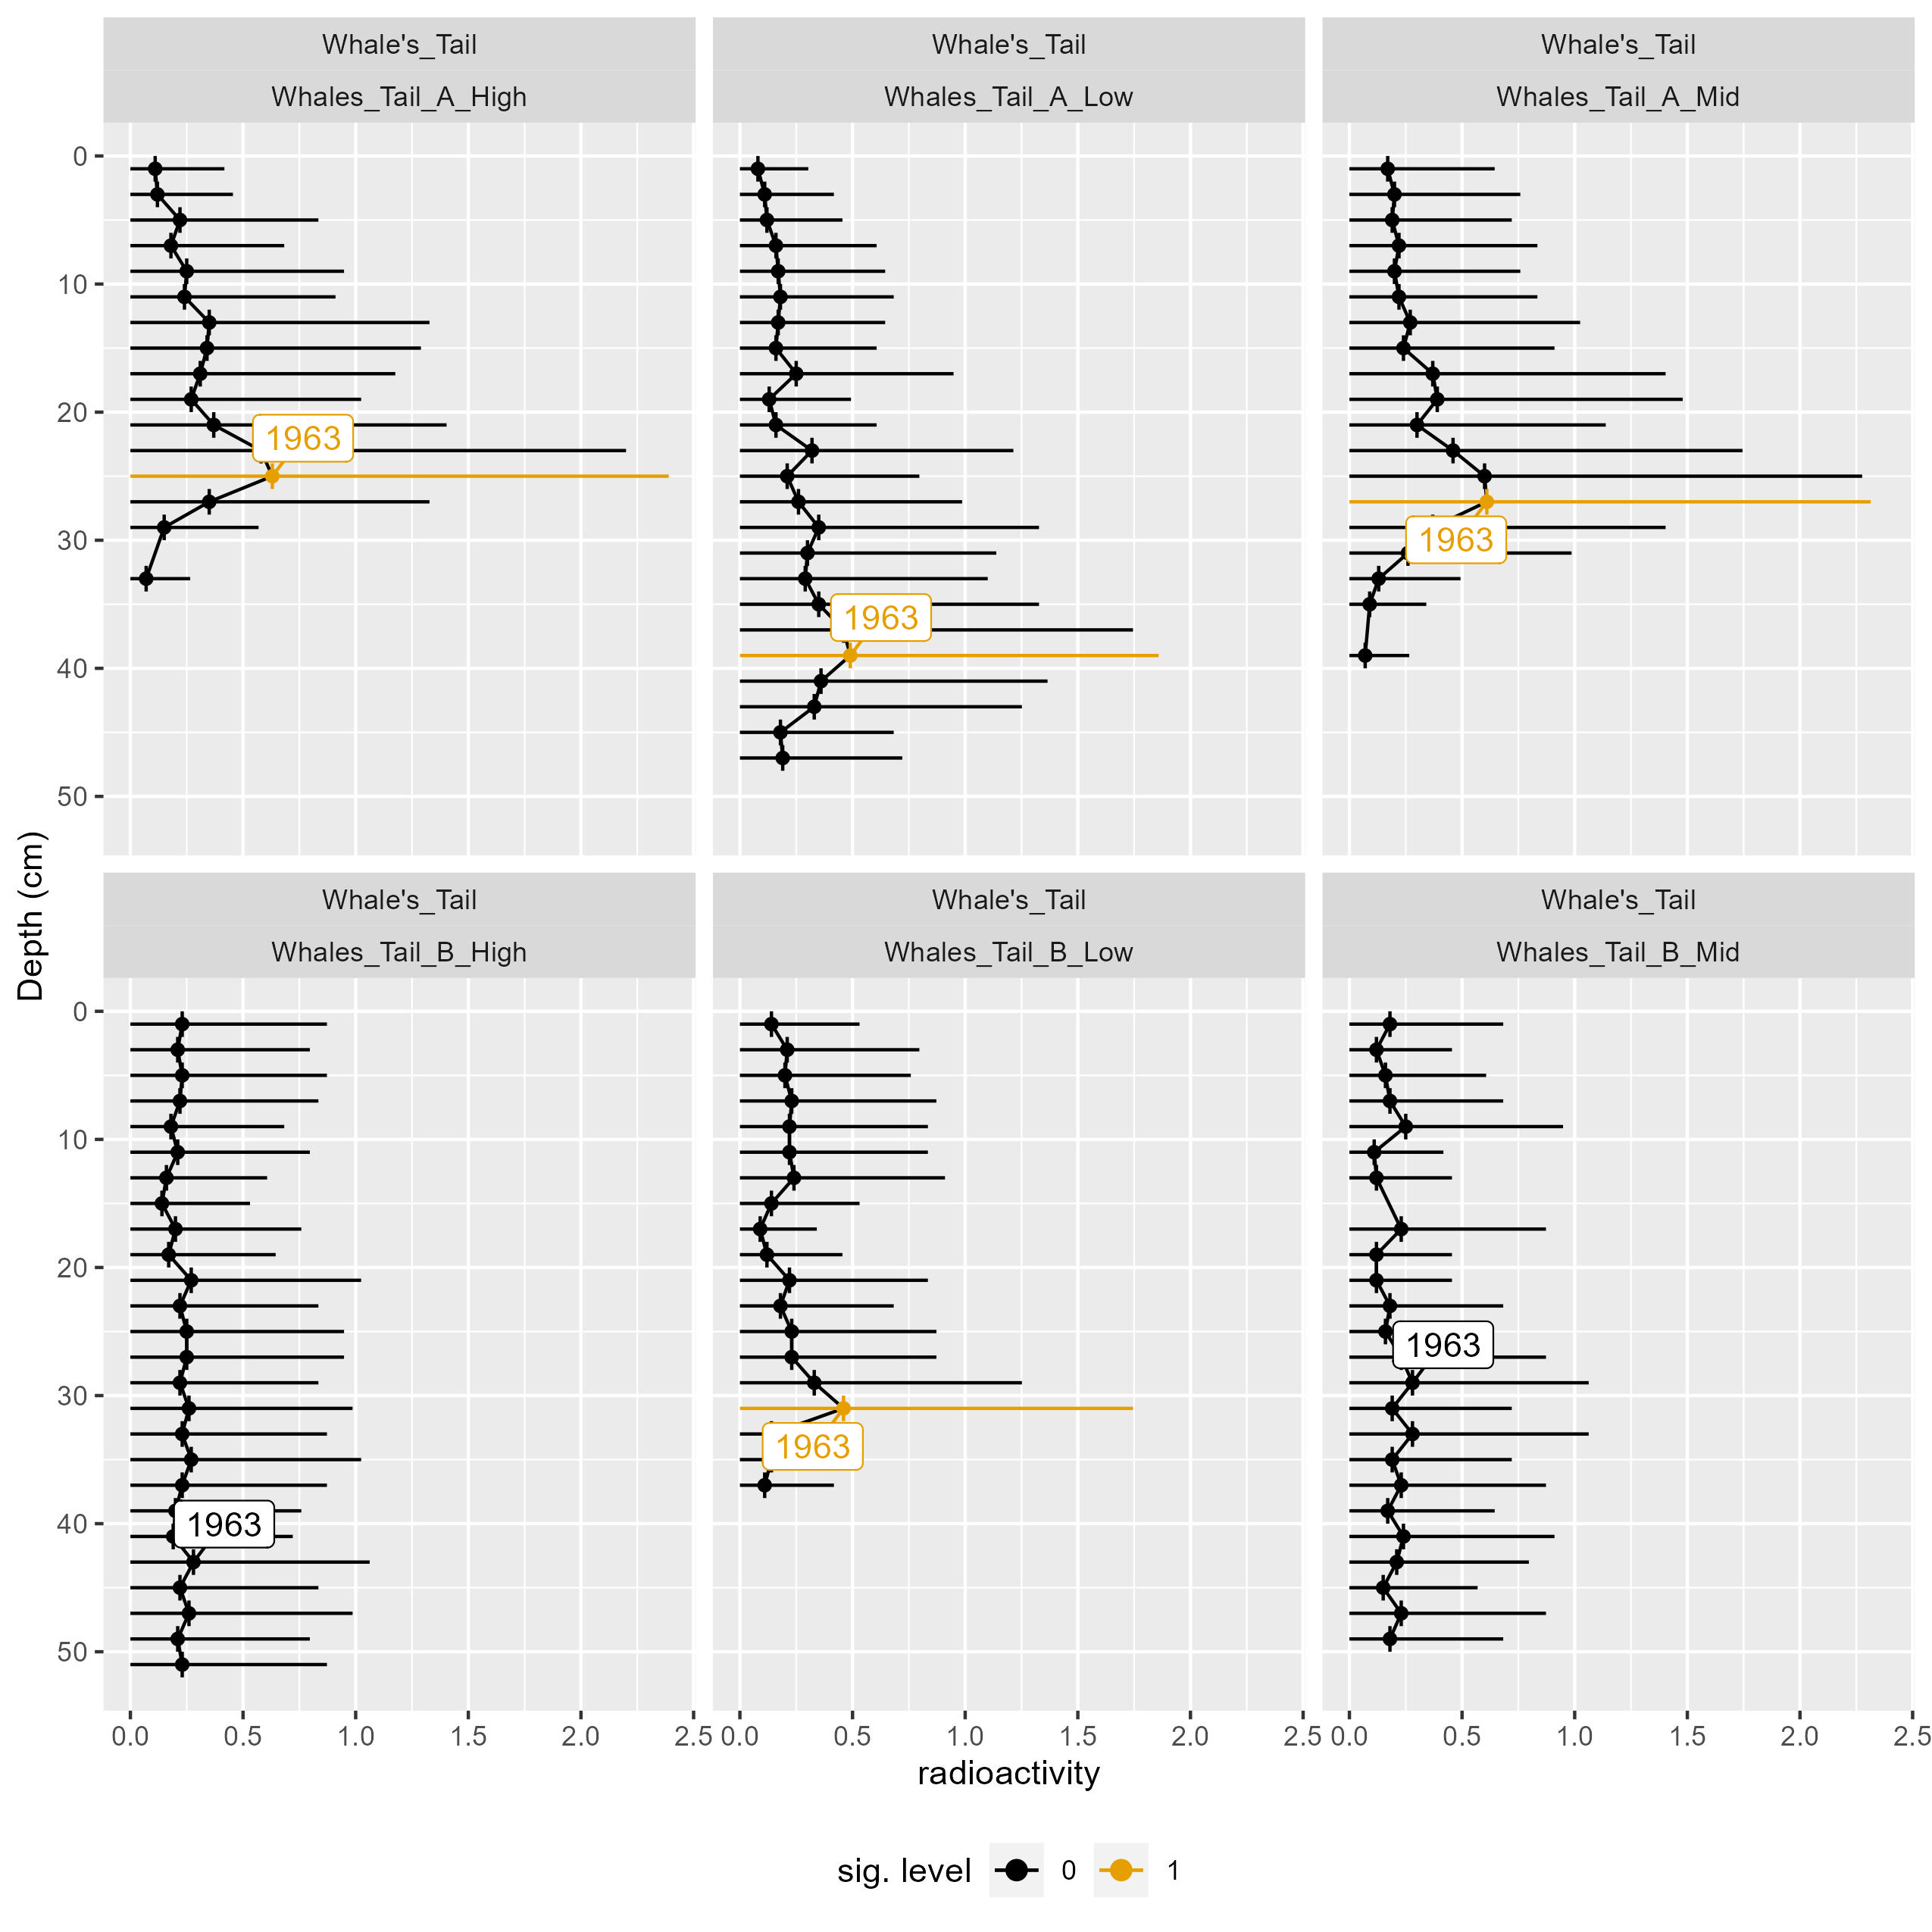 Whale's_Tail
Whales_Tail_A_High
Whale's_Tail
Whales_Tail_A_Low
Whale's_Tail
Whales_Tail_A_Mid
0
10
20
30
40
50
1963
1963
1963
Depth (cm)
Whale's_Tail
Whales_Tail_B_High
Whale's_Tail
Whales_Tail_B_Low
Whale's_Tail
Whales_Tail_B_Mid
0
10
20
30
40
50
1963
1963
1963
0.0 0.5 1.0 1.5 2.0 2.5
0.0 0.5 1.0 1.5 2.0 2.5
0.0 0.5 1.0 1.5 2.0 2.5
radioactivity
sig. level 0 1